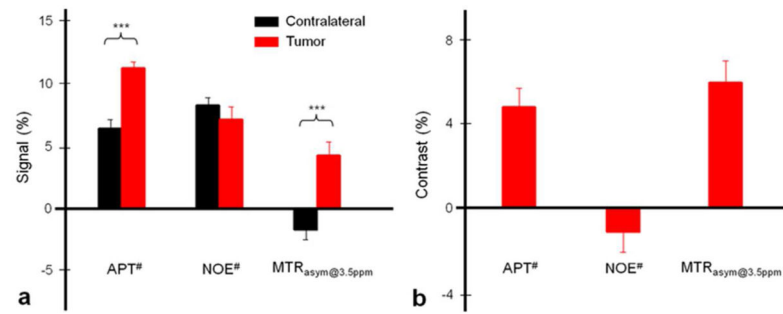 15
10
5
0
-5
Signal (%)
***
***
Contralateral
Tumor
APT#
NOE#
MTRasym@3.5ppm
a
8
4
0
-4
Contrast (%)
APT#
NOE#
MTRasym@3.5ppm
b